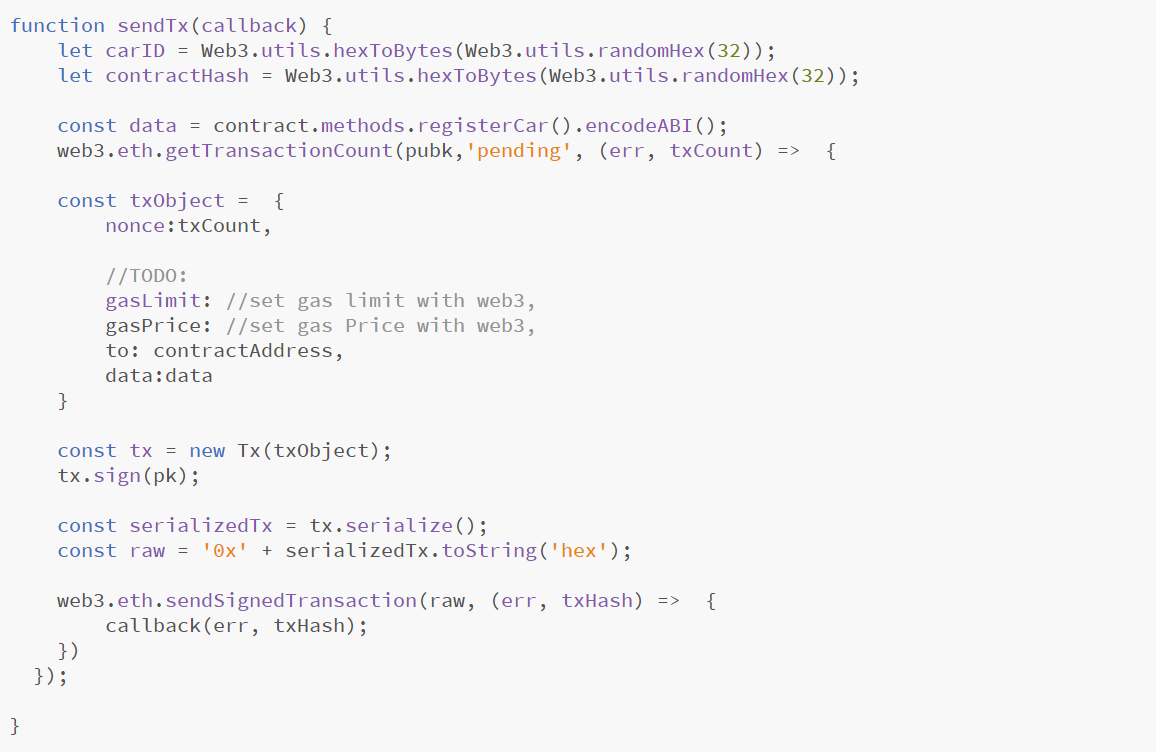 function sendTx(callback) {
    let carID = Web3.utils.hexToBytes(Web3.utils.randomHex(32));
    let contractHash = Web3.utils.hexToBytes(Web3.utils.randomHex(32));

    const data = contract.methods.registerCar().encodeABI();
    web3.eth.getTransactionCount(pubk,'pending', (err, txCount) =>  {

    const txObject =  {
        nonce:txCount,

        //TODO:
        gasLimit: //set gas limit with web3,
        gasPrice: //set gas Price with web3,
        to: contractAddress,
        data:data
    }

    const tx = new Tx(txObject);
    tx.sign(pk);

    const serializedTx = tx.serialize();
    const raw = '0x' + serializedTx.toString('hex');

    web3.eth.sendSignedTransaction(raw, (err, txHash) =>  {
        callback(err, txHash);
    })
  });

}